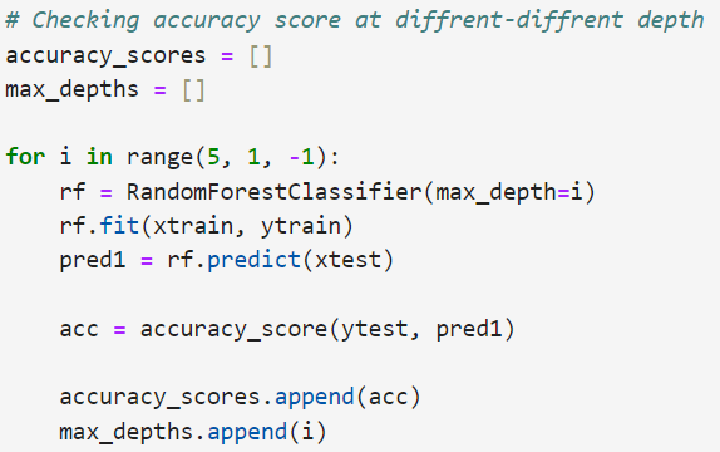 # Checking accuracy score at diffrent-diffrent depth
accuracy_scores = []
max_depths = []
for i in range(5, 1, -1):
    rf = RandomForestClassifier(max_depth=i)
    rf.fit(xtrain, ytrain)
    pred1 = rf.predict(xtest)
    acc = accuracy_score(ytest, pred1)
    accuracy_scores.append(acc)
    max_depths.append(i)